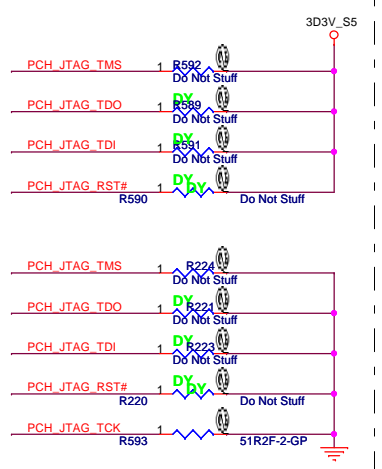 3D3V_S5
PCH_JTAG_TMS 1 R592
Do Not Stuff
DY
PCH_JTAG_TDO 1 R589
Do Not Stuff
DY
PCH_JTAG_TDI 1 R591
Do Not Stuff
DY
PCH_JTAG_RST# 1 DY
R590 Do Not Stuff
PCH_JTAG_TMS 1 R224
Do Not Stuff
DY
PCH_JTAG_TDO 1 R221
Do Not Stuff
DY
PCH_JTAG_TDI 1 R223
Do Not Stuff
DY
PCH_JTAG_RST# 1 DY
R220 Do Not Stuff
PCH_JTAG_TCK 1
R593 51R2F-2-GP